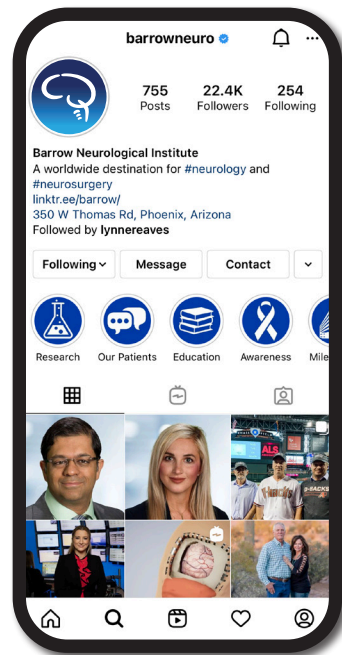 barrowneuro
755 22.4K 254
Posts Followers Following
Barrow Neurological Institute
A worldwide destination for #neurology and
#neurosurgery
linktr.ee/barrow/
350 W Thomas Rd, Phoenix, Arizona
Followed by lynnereaves
Following Message Contact
Research Our Patients Education Awareness Mile
ALS